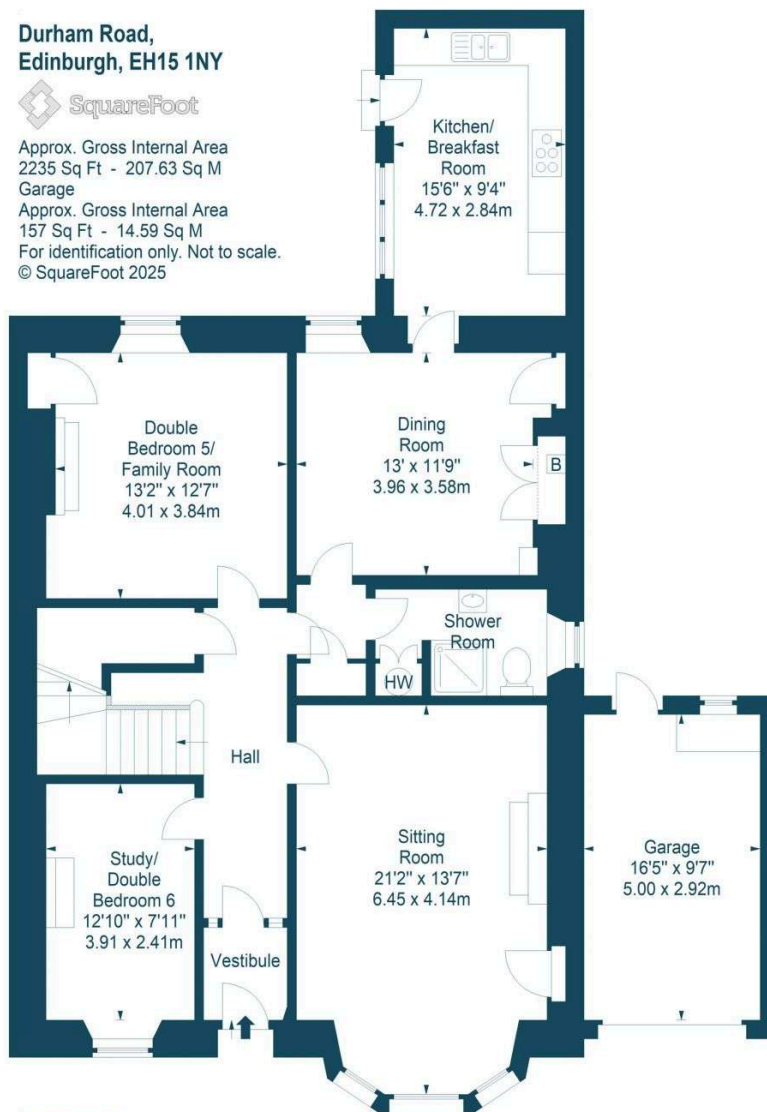 Durham Road,
Edinburgh, EH15 1NY
SquareFoot
Approx. Gross Internal Area
2235 Sq Ft - 207.63 Sq M
Garage
Approx. Gross Internal Area
157 Sq Ft - 14.59 Sq M
For identification only. Not to scale.
© SquareFoot 2025
Kitchen/
Breakfast
Room
15'6" x 9'4"
4.72 x 2.84m
Double
Bedroom 5/
Family Room
13'2" x 12'7"
4.01 x 3.84m
Dining
Room
13' x 11'9"
3.96 x 3.58m
B
Shower
Room
HW
Hall
Sitting
Room
21'2" x 13'7"
6.45 x 4.14m
Garage
16'5" x 9'7"
5.00 x 2.92m
Study/
Double
Bedroom 6
12'10" x 7'11"
3.91 x 2.41m
Vestibule